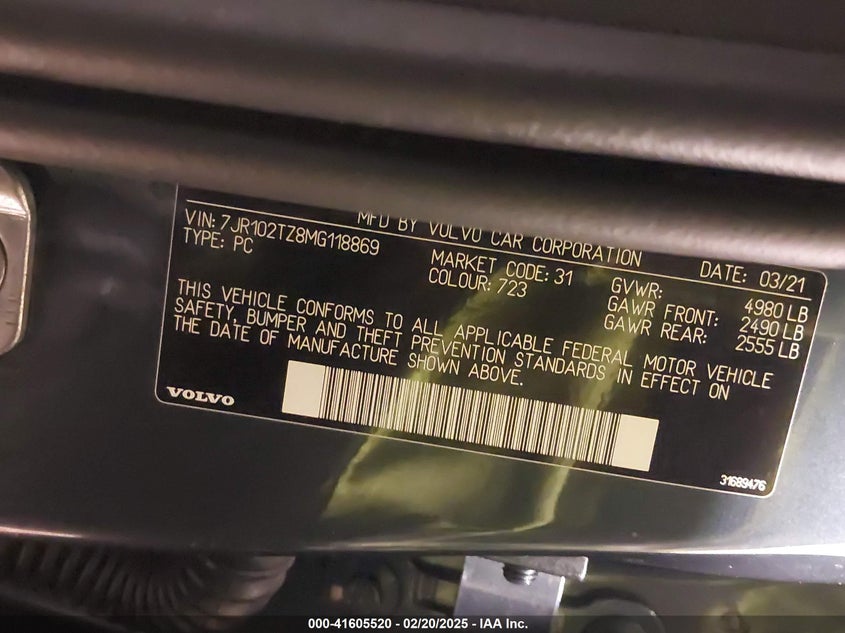 MFD BY VOLVO CAR CORPORATION
VIN: 7JR102TZ8MG118869
TYPE: PC
MARKET CODE: 31
COLOUR: 723
DATE: 03/21
GVWR: 4980 LB
GAWR FRONT: 2490 LB
GAWR REAR: 2555 LB
THIS VEHICLE CONFORMS TO ALL APPLICABLE FEDERAL MOTOR VEHICLE
SAFETY, BUMPER AND THEFT PREVENTION STANDARDS IN EFFECT ON
THE DATE OF MANUFACTURE SHOWN ABOVE.
VOLVO
31689476
000-41605520 - 02/20/2025 - IAA Inc.